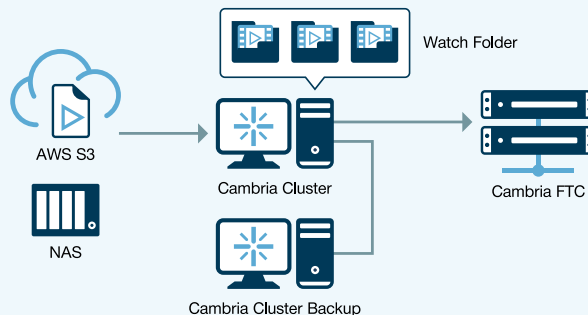 Watch Folder
AWS S3
Cambria Cluster
Cambria FTC
NAS
Cambria Cluster Backup